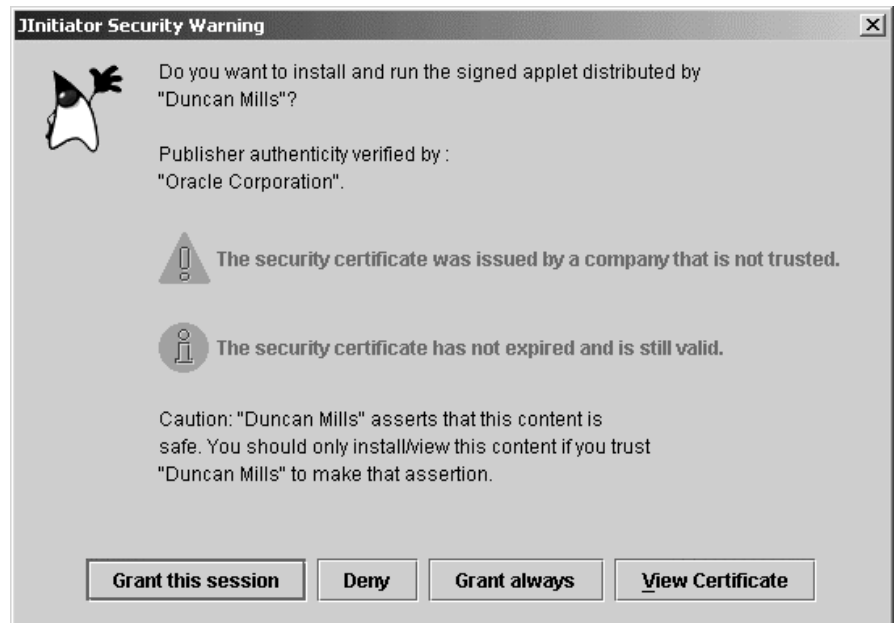 JInitiator Security Warning
Do you want to install and run the signed applet distributed by
"Duncan Mills"?
Publisher authenticity verified by :
"Oracle Corporation".
The security certificate was issued by a company that is not trusted.
The security certificate has not expired and is still valid.
Caution: "Duncan Mills" asserts that this content is
safe. You should only install/view this content if you trust
"Duncan Mills" to make that assertion.
Grant this session Deny Grant always View Certificate